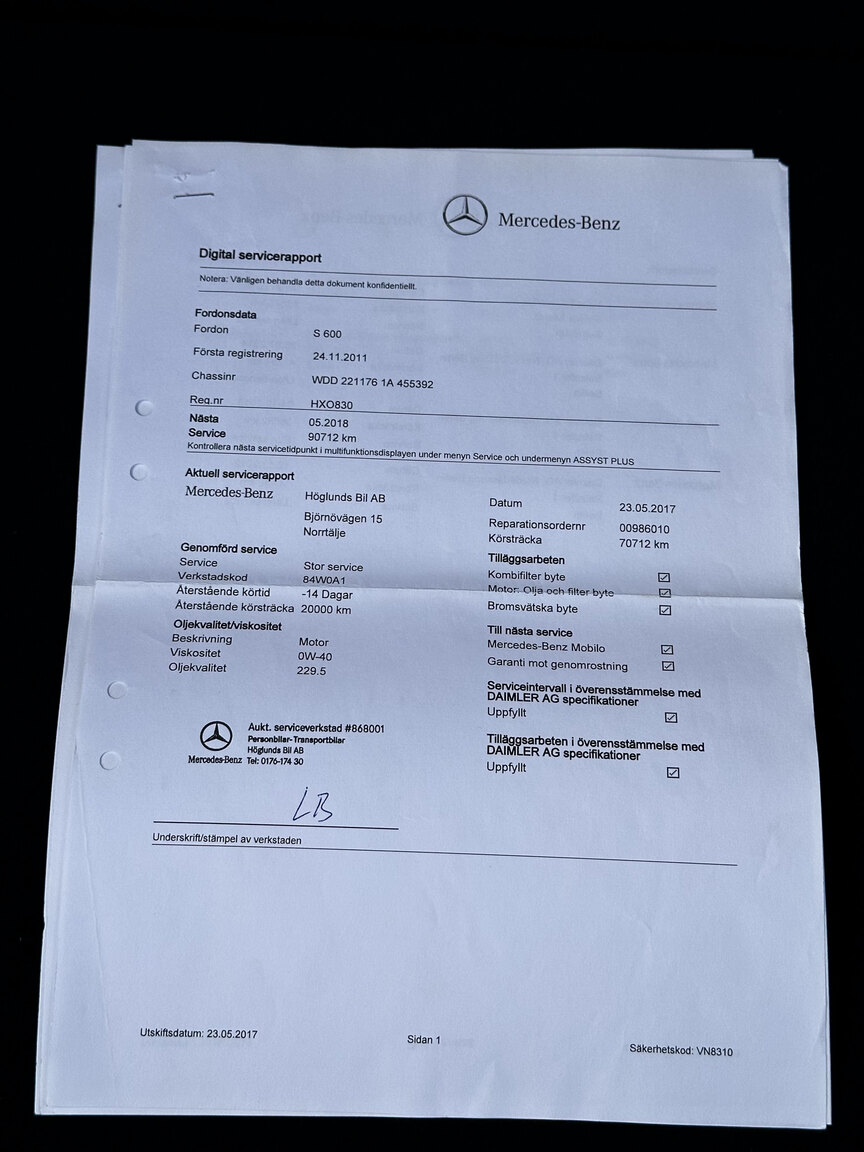 Mercedes-Benz
Digital servicerapport
Notera: Vänligen behandla detta dokument konfidentiellt.
Fordonsdata
Fordon S 600
Första registrering 24.11.2011
Chassinr WDD 221176 1A 455392
Reg.nr HXO830
Nästa 05.2018
Service 90712 km
Kontrollera nästa servicetidpunkt i multifunktionsdisplayen under menyn Service och undermenyn ASSYST PLUS
Aktuell servicerapport
Mercedes-Benz Höglunds Bil AB
Björnövägen 15
Norrtälje
Datum 23.05.2017
Reparationsordernr 00986010
Körsträcka 70712 km
Genomförd service
Service Stor service
Verkstadskod 84W0A1
Återstående körtid -14 Dagar
Återstående körsträcka 20000 km
Oljekvalitet/viskositet
Beskrivning Motor
Viskositet 0W-40
Oljekvalitet 229.5
Tilläggsarbeten
Kombifilter byte ☑
Motor: Olja och filter byte ☑
Bromsvätska byte ☑
Till nästa service
Mercedes-Benz Mobilo ☑
Garanti mot genomrostning ☑
Serviceintervall i överensstämmelse med
DAIMLER AG specifikationer
Uppfyllt ☑
Tilläggsarbeten i överensstämmelse med
DAIMLER AG specifikationer
Uppfyllt ☑
Mercedes-Benz
Aukt. serviceverkstad #868001
Personbilar-Transportbilar
Höglunds Bil AB
Tel: 0176-174 30
LB
Underskrift/stämpel av verkstaden
Utskiftsdatum: 23.05.2017
Sidan 1
Säkerhetskod: VN8310